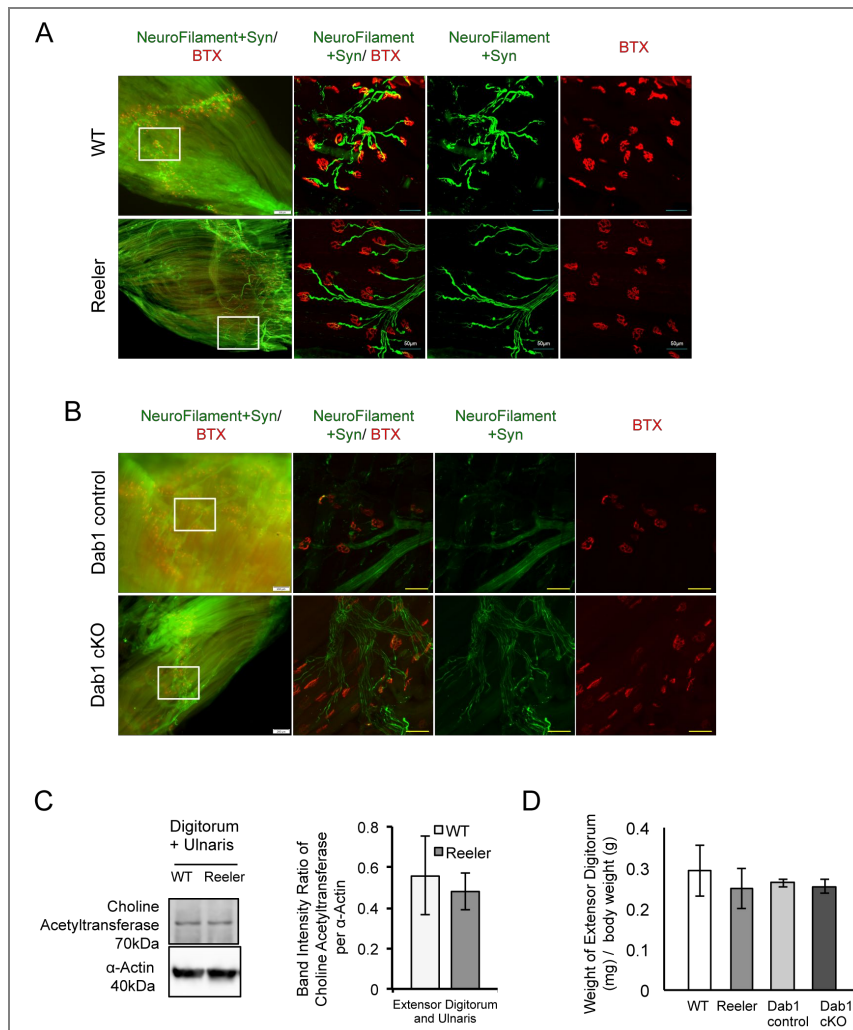 A
NeuroFilament+Syn/
BTX
NeuroFilament
+Syn/ BTX
NeuroFilament
+Syn
BTX
WT
Reeler
50μm
50μm
50μm
B
NeuroFilament+Syn/
BTX
NeuroFilament
+Syn/ BTX
NeuroFilament
+Syn
BTX
Dab1 control
Dab1 cKO
C
Digitorum
+ Ulnaris
WT Reeler
Choline
Acetyltransferase
70kDa
α-Actin
40kDa
Band Intensity Ratio of
Choline Acetyltransferase
per α-Actin
0.8
0.6
0.4
0.2
0
WT
Reeler
Extensor Digitorum
and Ulnaris
D
Weight of Extensor Digitorum
(mg) / body weight (g)
0.4
0.3
0.2
0.1
0
WT Reeler Dab1 control Dab1 cKO